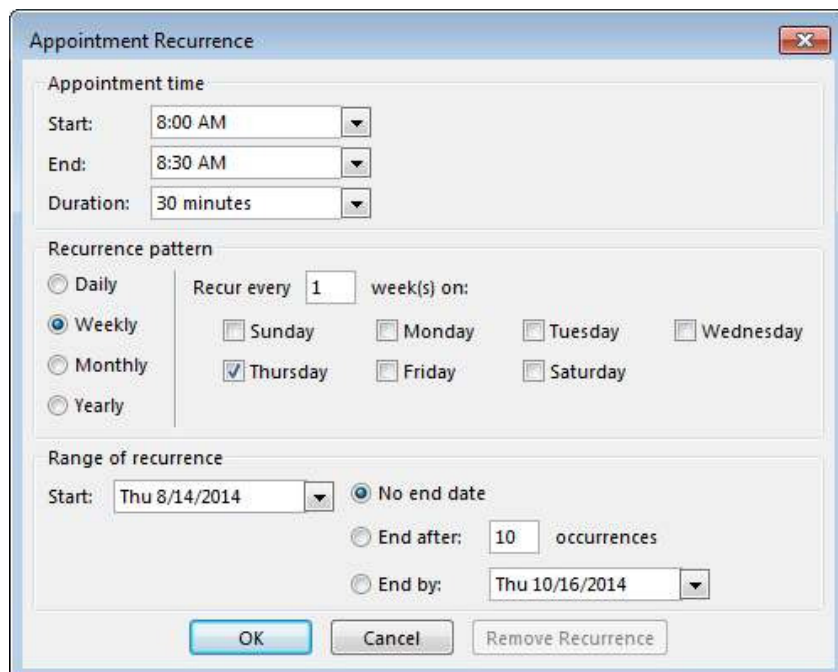 Appointment Recurrence
Appointment time
Start: 8:00 AM
End: 8:30 AM
Duration: 30 minutes
Recurrence pattern
Daily Recur every 1 week(s) on:
Weekly Sunday Monday Tuesday Wednesday
Monthly Thursday Friday Saturday
Yearly
Range of recurrence
Start: Thu 8/14/2014 No end date
End after: 10 occurrences
End by: Thu 10/16/2014
OK Cancel Remove Recurrence